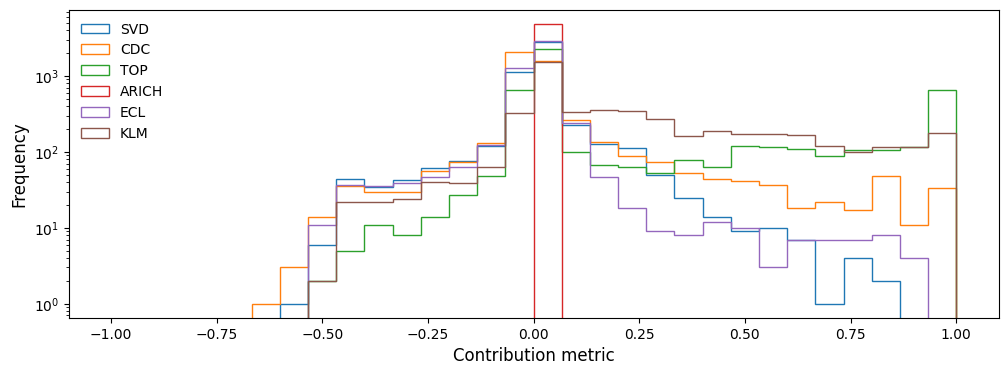 SVD
CDC
TOP
ARICH
ECL
KLM
Frequency
10³
10²
10¹
10⁰
−1.00 −0.75 −0.50 −0.25 0.00 0.25 0.50 0.75 1.00
Contribution metric